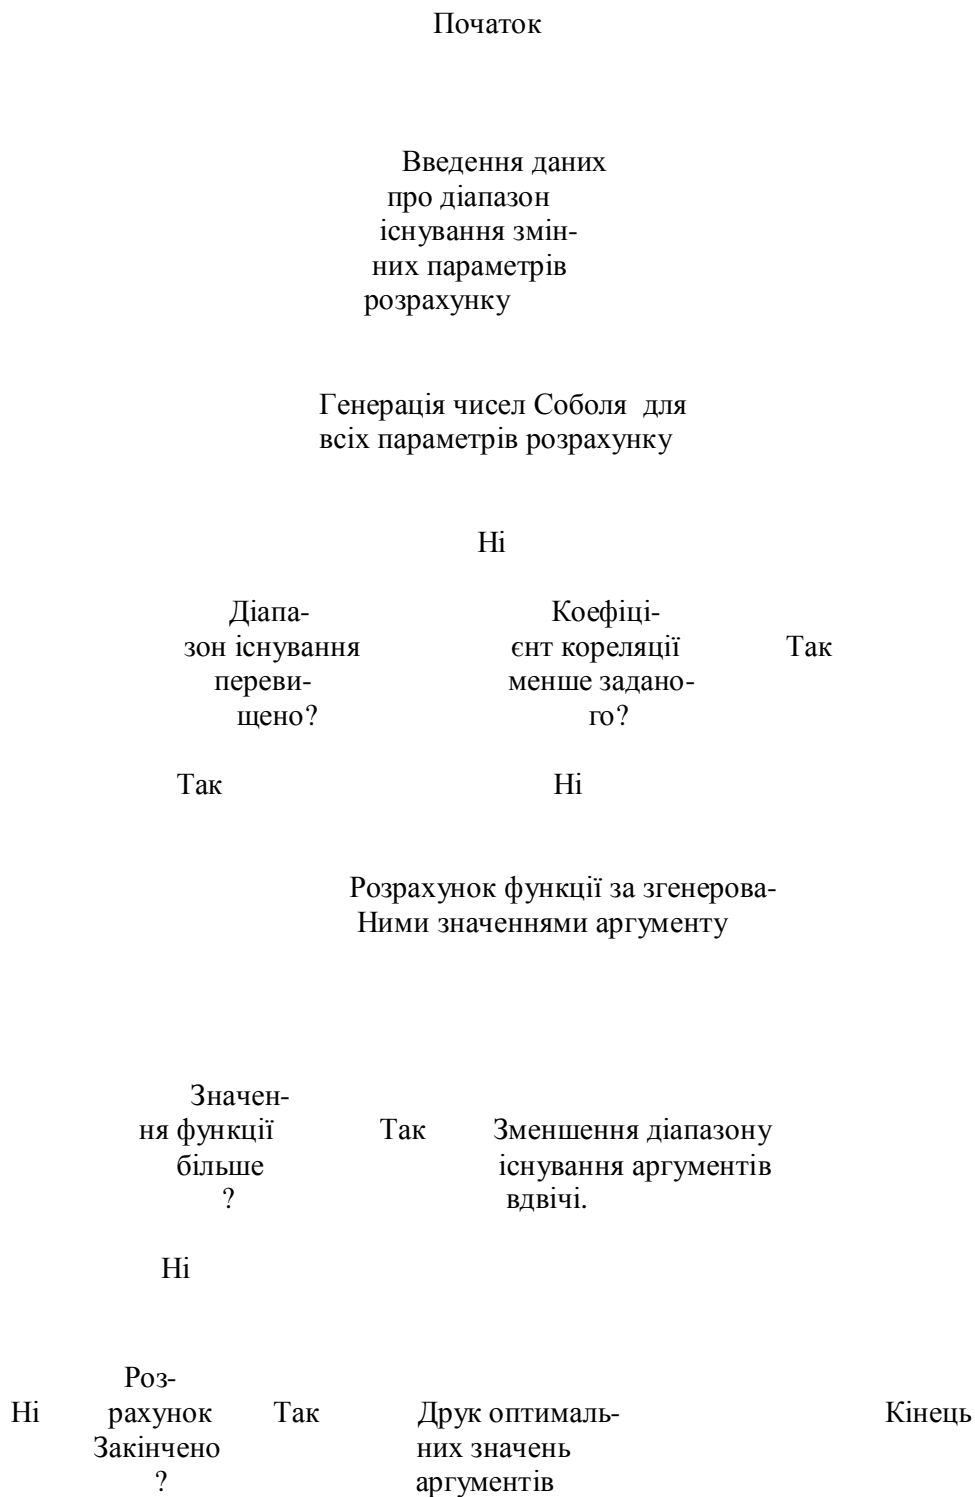 Початок
Введення даних
про діапазон
існування змін-
них параметрів
розрахунку
Генерація чисел Соболя для
всіх параметрів розрахунку
Ні
Діапа-
зон існування
переви-
щено?
Коефіці-
єнт кореляції
менше задано-
го?
Так
Так
Ні
Розрахунок функції за згенерова-
Ними значеннями аргументу
Значен-
ня функції
більше
?
Так
Зменшення діапазону
існування аргументів
вдвічі.
Ні
Ні
Роз-
рахунок
Закінчено
?
Так
Друк оптималь-
них значень
аргументів
Кінець